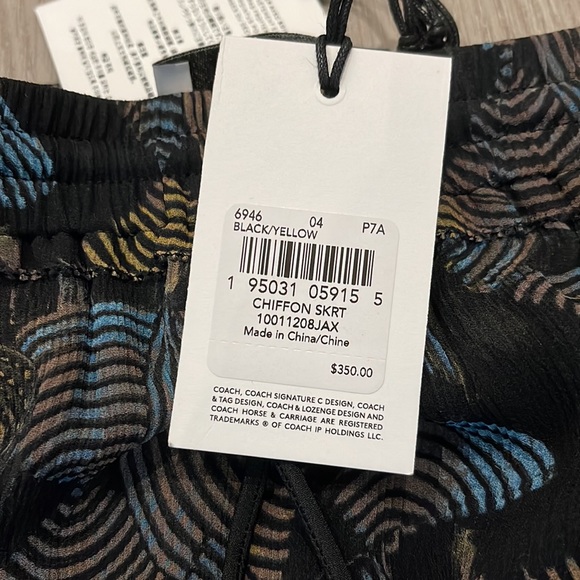 6946 04 P7A
BLACK/YELLOW
1 95031 05915 5
CHIFFON SKRT
10011208JAX
Made in China/Chine
$350.00
COACH, COACH SIGNATURE C DESIGN, COACH
& TAG DESIGN, COACH & LOZENGE DESIGN AND
COACH HORSE & CARRIAGE ARE REGISTERED
TRADEMARKS ® OF COACH IP HOLDINGS LLC.